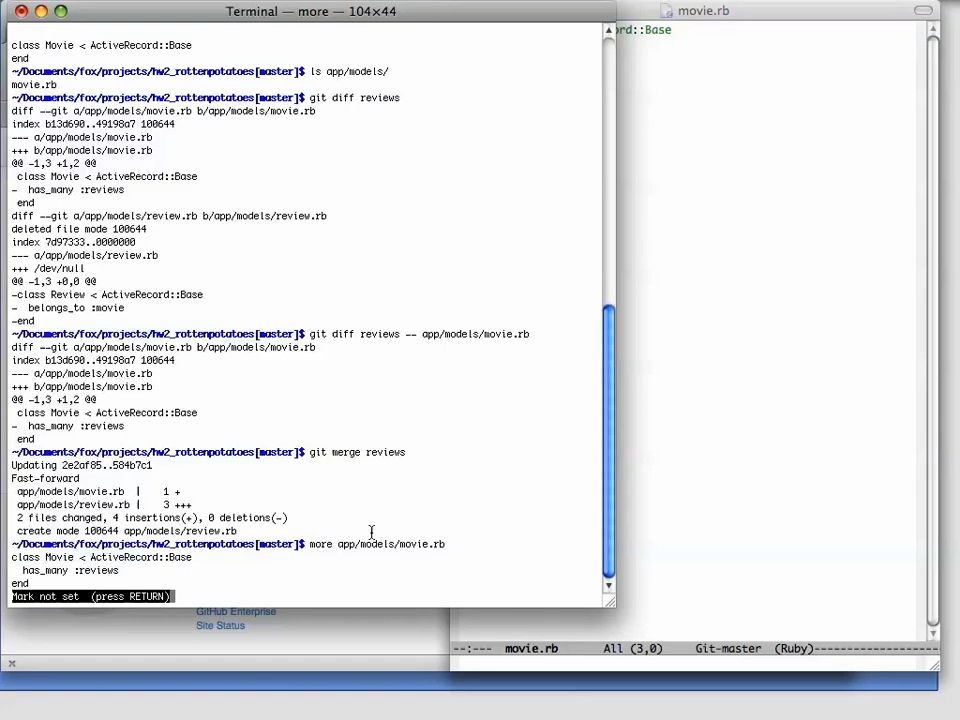 Terminal — more — 104×44
class Movie < ActiveRecord::Base
end
~/Documents/fox/projects/hw2_rottenpotatoes[master]$ ls app/models/
movie.rb
~/Documents/fox/projects/hw2_rottenpotatoes[master]$ git diff reviews
diff --git a/app/models/movie.rb b/app/models/movie.rb
index b13d690..49198a7 100644
--- a/app/models/movie.rb
+++ b/app/models/movie.rb
@@ -1,3 +1,2 @@
 class Movie < ActiveRecord::Base
-  has_many :reviews
 end
diff --git a/app/models/review.rb b/app/models/review.rb
deleted file mode 100644
index 7d97333..0000000
--- a/app/models/review.rb
+++ /dev/null
@@ -1,3 +0,0 @@
-class Review < ActiveRecord::Base
-  belongs_to :movie
-end
~/Documents/fox/projects/hw2_rottenpotatoes[master]$ git diff reviews -- app/models/movie.rb
diff --git a/app/models/movie.rb b/app/models/movie.rb
index b13d690..49198a7 100644
--- a/app/models/movie.rb
+++ b/app/models/movie.rb
@@ -1,3 +1,2 @@
 class Movie < ActiveRecord::Base
-  has_many :reviews
 end
~/Documents/fox/projects/hw2_rottenpotatoes[master]$ git merge reviews
Updating 2e2af85..584b7c1
Fast-forward
 app/models/movie.rb  |    1 +
 app/models/review.rb |    3 +++
 2 files changed, 4 insertions(+), 0 deletions(-)
 create mode 100644 app/models/review.rb
~/Documents/fox/projects/hw2_rottenpotatoes[master]$ more app/models/movie.rb
class Movie < ActiveRecord::Base
  has_many :reviews
end
Mark not set  (press RETURN)
GitHub Enterprise
Site Status
movie.rb
ord::Base
--:---  movie.rb       All (3,0)     Git-master  (Ruby)----------------